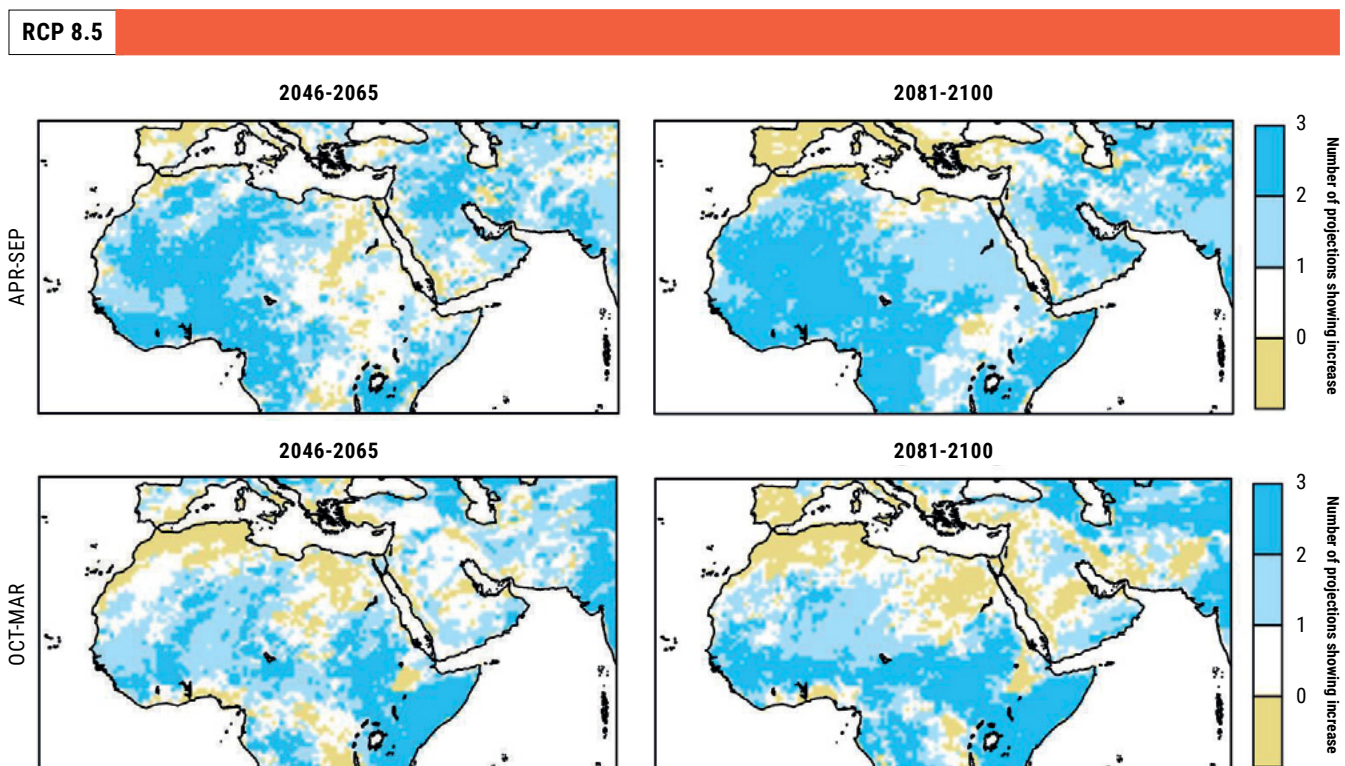 RCP 8.5
2046-2065
2081-2100
APR-SEP
3
2
1
0
Number of projections showing increase
2046-2065
2081-2100
OCT-MAR
3
2
1
0
Number of projections showing increase